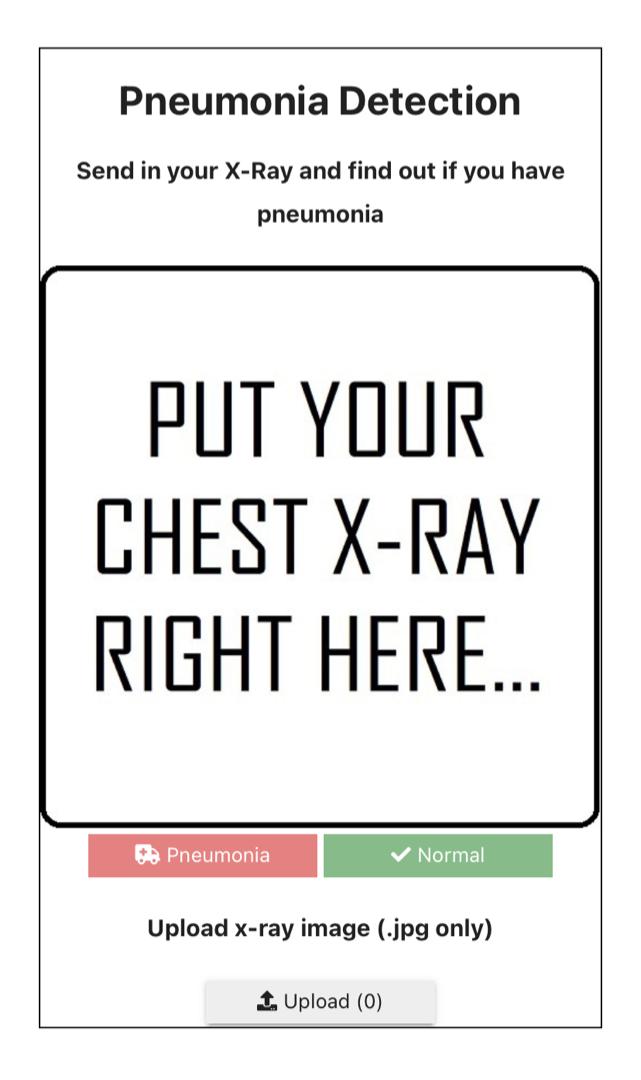 Pneumonia Detection
Send in your X-Ray and find out if you have
pneumonia
PUT YOUR
CHEST X-RAY
RIGHT HERE...
Pneumonia
Normal
Upload x-ray image (.jpg only)
Upload (0)